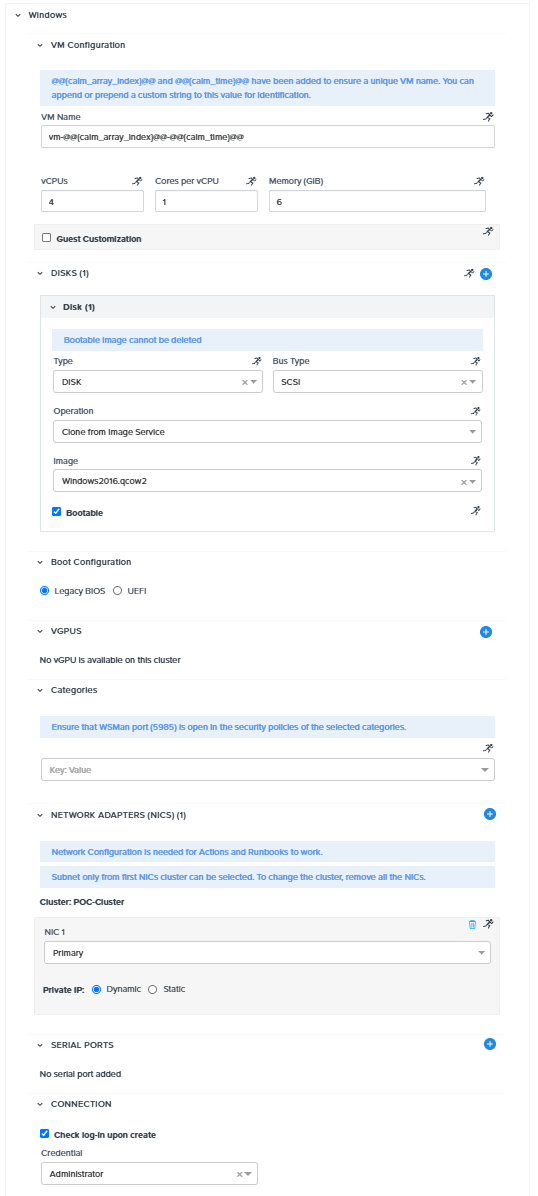 Windows
VM Configuration
@@{calm_array_index}@@ and @@{calm_time}@@ have been added to ensure a unique VM name. You can
append or prepend a custom string to this value for identification.
VM Name
vm-@@{calm_array_index}@@-@@{calm_time}@@
vCPUs Cores per vCPU Memory (GiB)
4 1 6
Guest Customization
DISKS (1)
Disk (1)
Bootable image cannot be deleted
Type Bus Type
DISK SCSI
Operation
Clone from Image Service
Image
Windows2016.qcow2
Bootable
Boot Configuration
Legacy BIOS UEFI
VGPUS
No vGPU is available on this cluster
Categories
Ensure that WSMan port (5985) is open in the security policies of the selected categories.
Key: Value
NETWORK ADAPTERS (NICS) (1)
Network Configuration is needed for Actions and Runbooks to work.
Subnet only from first NICs cluster can be selected. To change the cluster, remove all the NICs.
Cluster: POC-Cluster
NIC 1
Primary
Private IP: Dynamic Static
SERIAL PORTS
No serial port added
CONNECTION
Check log-in upon create
Credential
Administrator